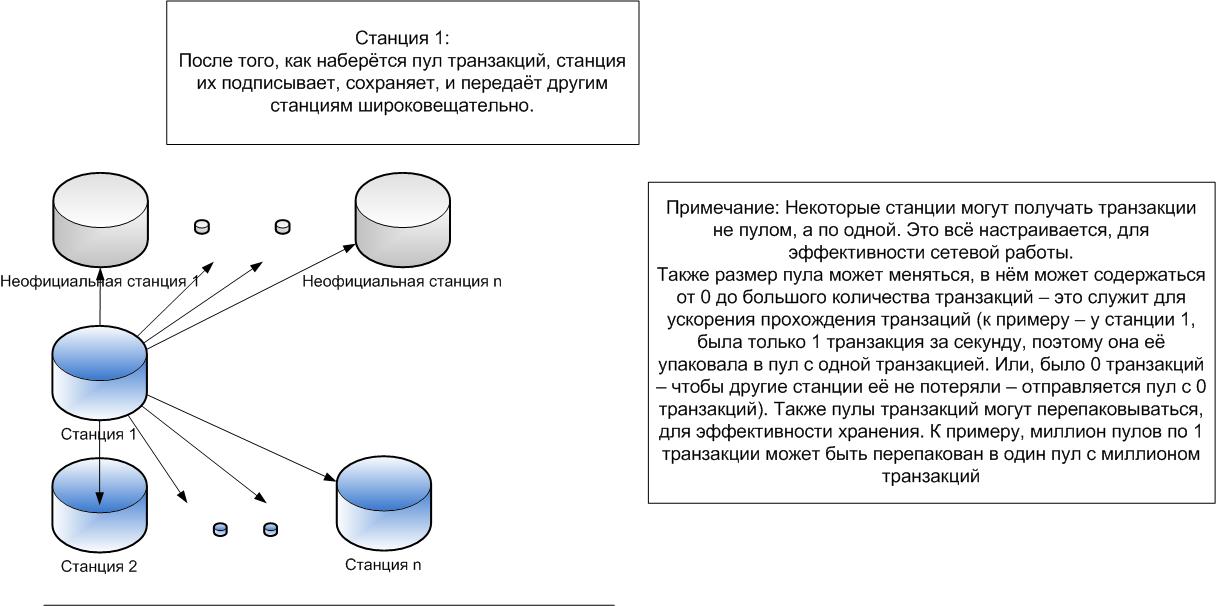 Станция 1:
После того, как наберётся пул транзакций, станция
их подписывает, сохраняет, и передаёт другим
станциям широковещательно.
Примечание: Некоторые станции могут получать транзакции
не пулом, а по одной. Это всё настраивается, для
эффективности сетевой работы.
Также размер пула может меняться, в нём может содержаться
от 0 до большого количества транзакций – это служит для
ускорения прохождения транзаций (к примеру – у станции 1,
была только 1 транзакция за секунду, поэтому она её
упаковала в пул с одной транзакцией. Или, было 0 транзакций
– чтобы другие станции её не потеряли – отправляется пул с 0
транзакций). Также пулы транзакций могут перепаковываться,
для эффективности хранения. К примеру, миллион пулов по 1
транзакции может быть перепакован в один пул с миллионом
транзакций
Неофициальная станция 1
Неофициальная станция n
Станция 1
Станция 2
Станция n